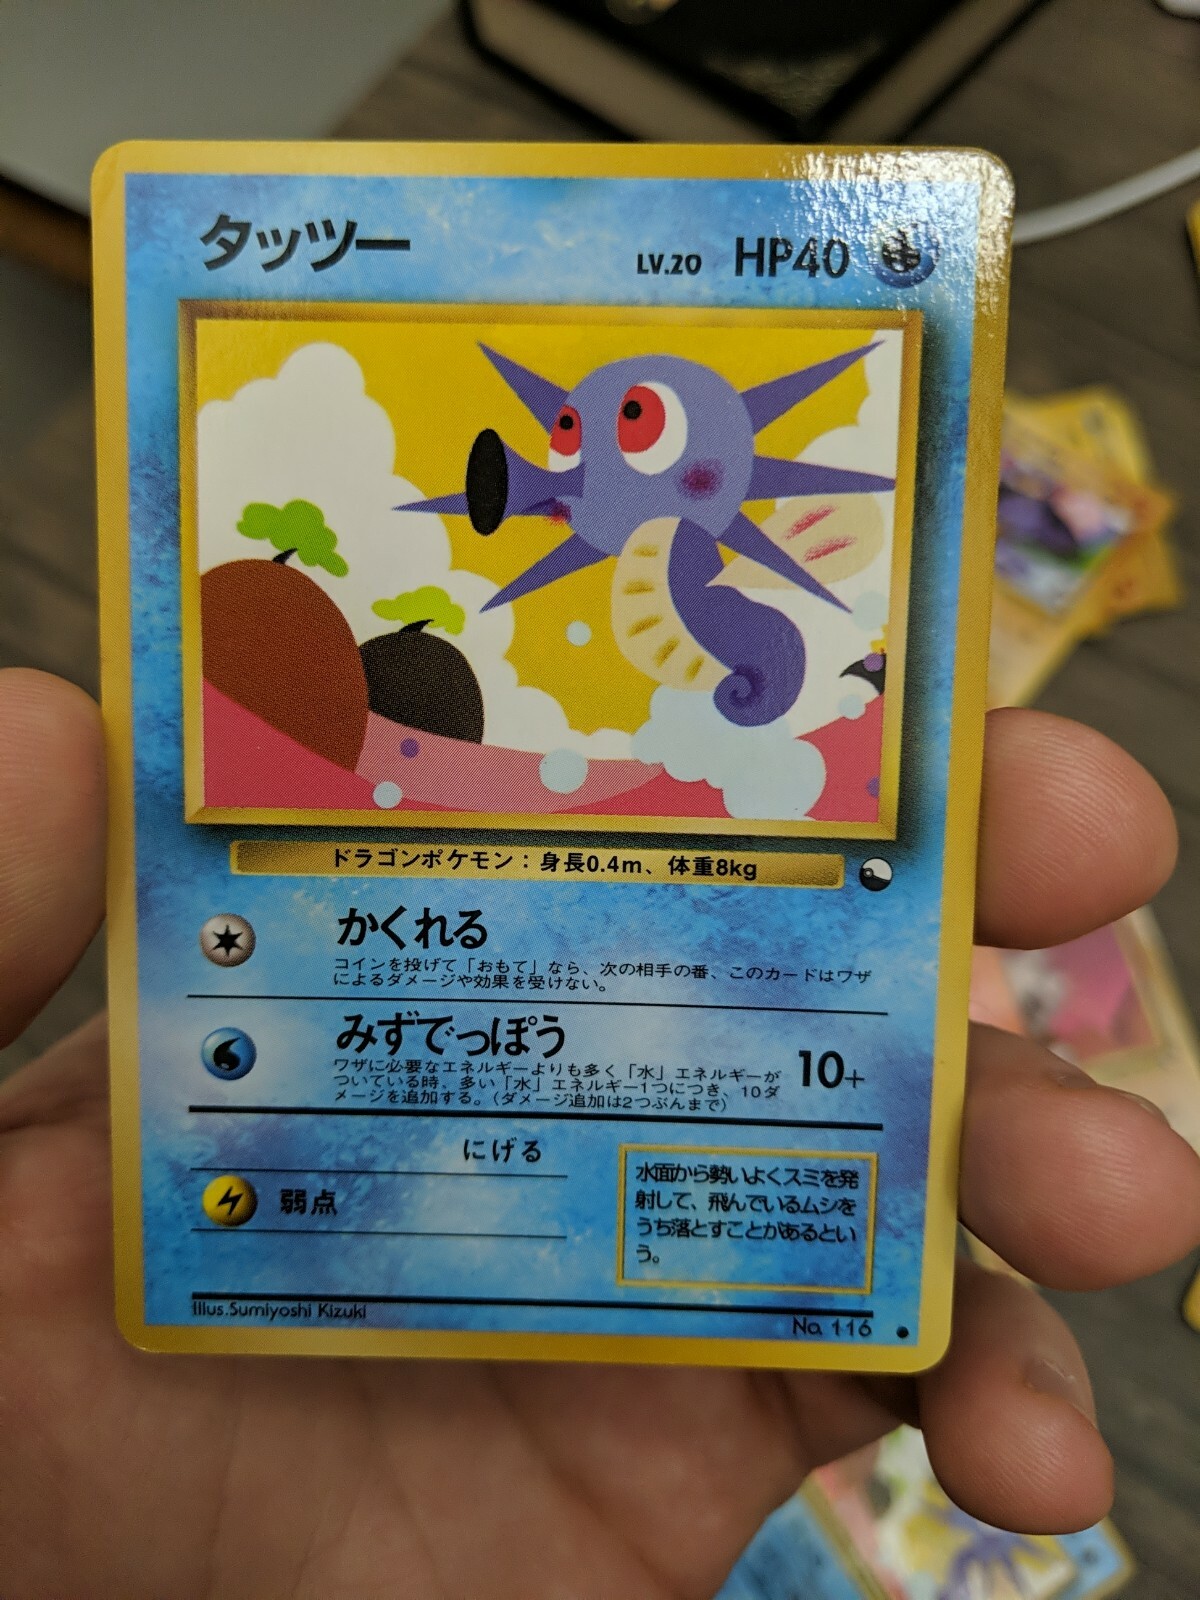 タッツー
LV.20 HP40
ドラゴンポケモン：身長0.4m、体重8kg
かくれる
コインを投げて「おもて」なら、次の相手の番、このカードはワザ
によるダメージや効果を受けない。
みずでっぽう
ワザに必要なエネルギーよりも多く「水」エネルギーが
ついている時、多い「水」エネルギー1つにつき、10ダ
メージを追加する。（ダメージ追加は2つぶんまで）
10+
にげる
弱点
水面から勢いよくスミを発
射して、飛んでいるムシを
うち落とすことがあるとい
う。
Illus.Sumiyoshi Kizuki
No. 116